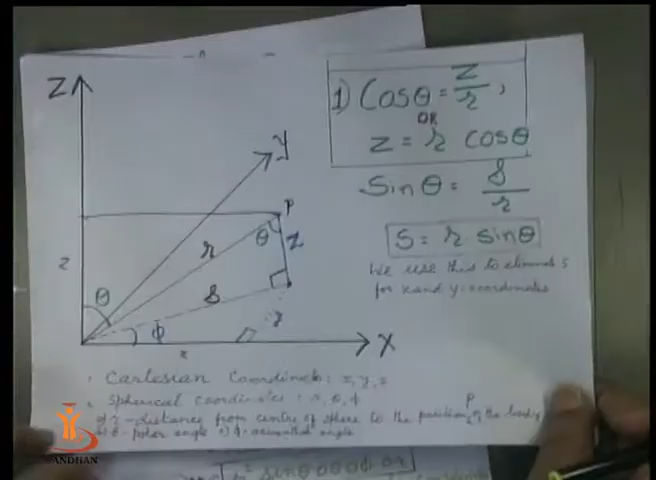 Z
y
P
θ
z
r
z
θ
s
y
φ
x
X
1) Cosθ = z/r,
OR
z = r cosθ
Sinθ = s/r
S = r sinθ
We use this to eliminate s
for x and y-coordinates
Cartesian Coordinates: x, y, z
Spherical coordinates: r, θ, φ
r - distance from centre of sphere to the position of the body
P
θ - polar angle φ - azimuthal angle
SANDHAN